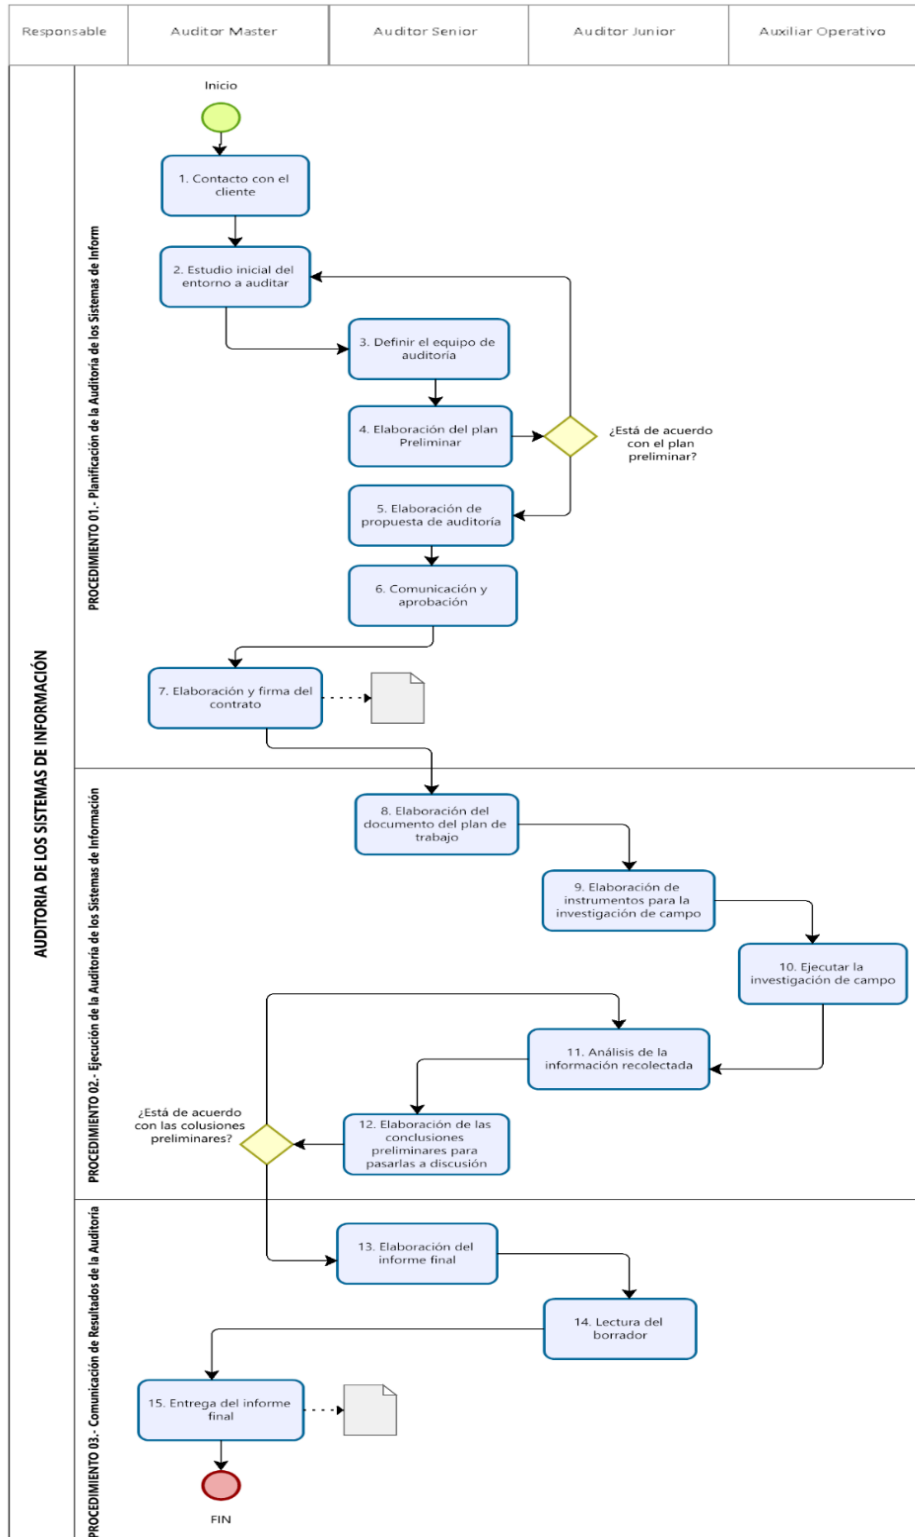 Responsable
Auditor Master
Auditor Senior
Auditor Junior
Auxiliar Operativo
AUDITORIA DE LOS SISTEMAS DE INFORMACIÓN
PROCEDIMIENTO 01.- Planificación de la Auditoría de los Sistemas de Inform
Inicio
1. Contacto con el
cliente
2. Estudio inicial del
entorno a auditar
3. Definir el equipo de
auditoría
4. Elaboración del plan
Preliminar
¿Está de acuerdo
con el plan
preliminar?
5. Elaboración de
propuesta de auditoría
6. Comunicación y
aprobación
7. Elaboración y firma del
contrato
PROCEDIMIENTO 02.- Ejecución de la Auditoría de los Sistemas de Información
8. Elaboración del
documento del plan de
trabajo
9. Elaboración de
instrumentos para la
investigación de campo
10. Ejecutar la
investigación de campo
11. Análisis de la
información recolectada
¿Está de acuerdo
con las colusiones
preliminares?
12. Elaboración de las
conclusiones
preliminares para
pasarlas a discusión
PROCEDIMIENTO 03.- Comunicación de Resultados de la Auditoría
13. Elaboración del
informe final
14. Lectura del
borrador
15. Entrega del informe
final
FIN